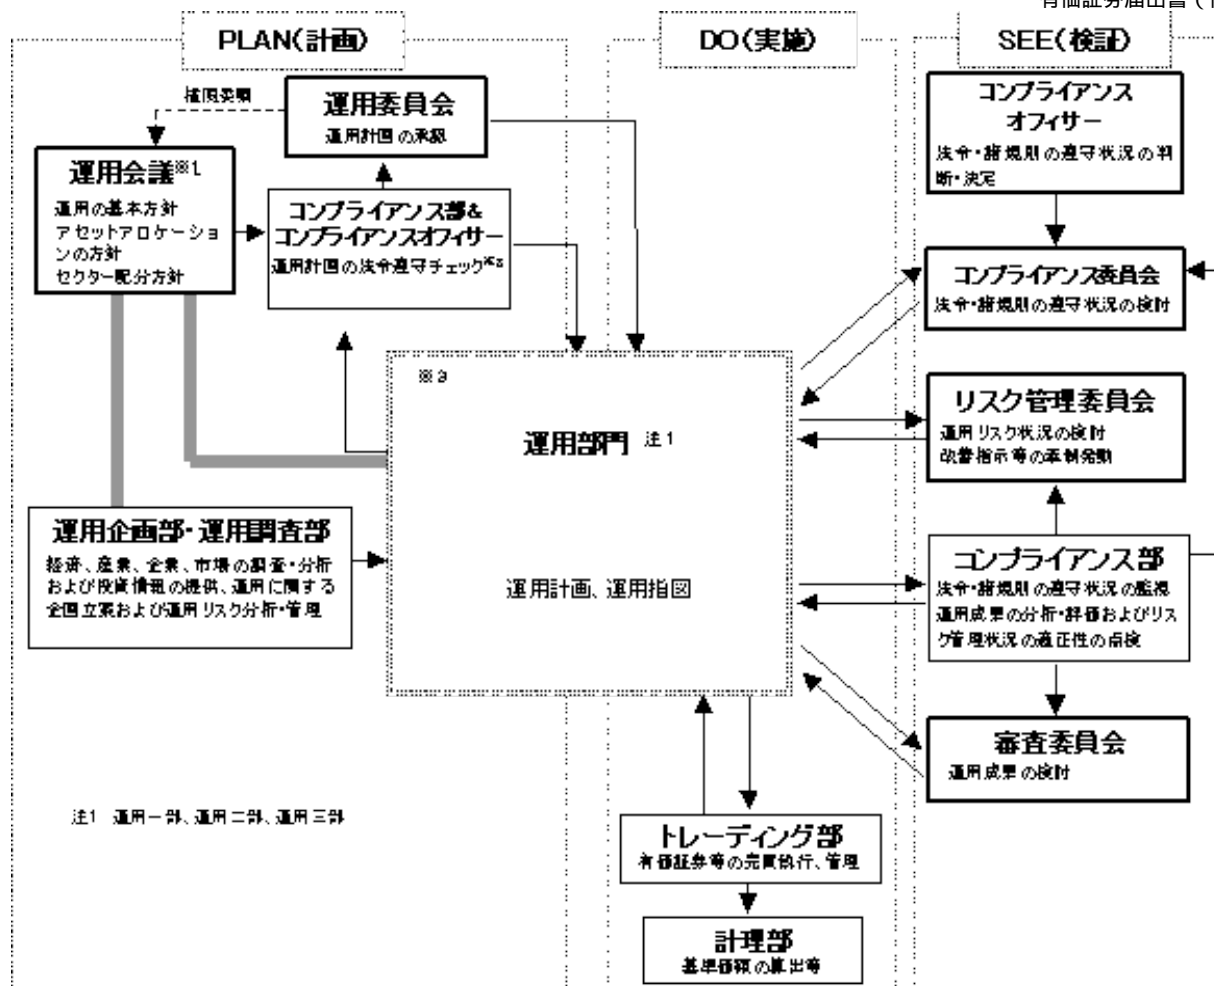 有価証券届出書
PLAN(計画)
DO(実施)
SEE(検証)
権限委嘱
運用委員会
運用計画の承認
運用会議※1
運用の基本方針
アセットアロケーショ
ンの方針
セクター配分方針
コンプライアンス部&
コンプライアンスオフィサー
運用計画の法令遵守チェック※2
コンプライアンス
オフィサー
法令・諸規則の遵守状況の判
断・決定
コンプライアンス委員会
法令・諸規則の遵守状況の検討
※3
運用部門 注1
運用計画、運用指図
リスク管理委員会
運用リスク状況の検討
改善指示等の牽制発動
運用企画部・運用調査部
経済、産業、企業、市場の調査・分析
および投資情報の提供、運用に関する
企画立案および運用リスク分析・管理
コンプライアンス部
法令・諸規則の遵守状況の監視
運用成果の分析・評価およびリス
ク管理状況の適正性の点検
審査委員会
運用成果の検討
注1 運用一部、運用二部、運用三部
トレーディング部
有価証券等の売買執行、管理
計理部
基準価額の算出等